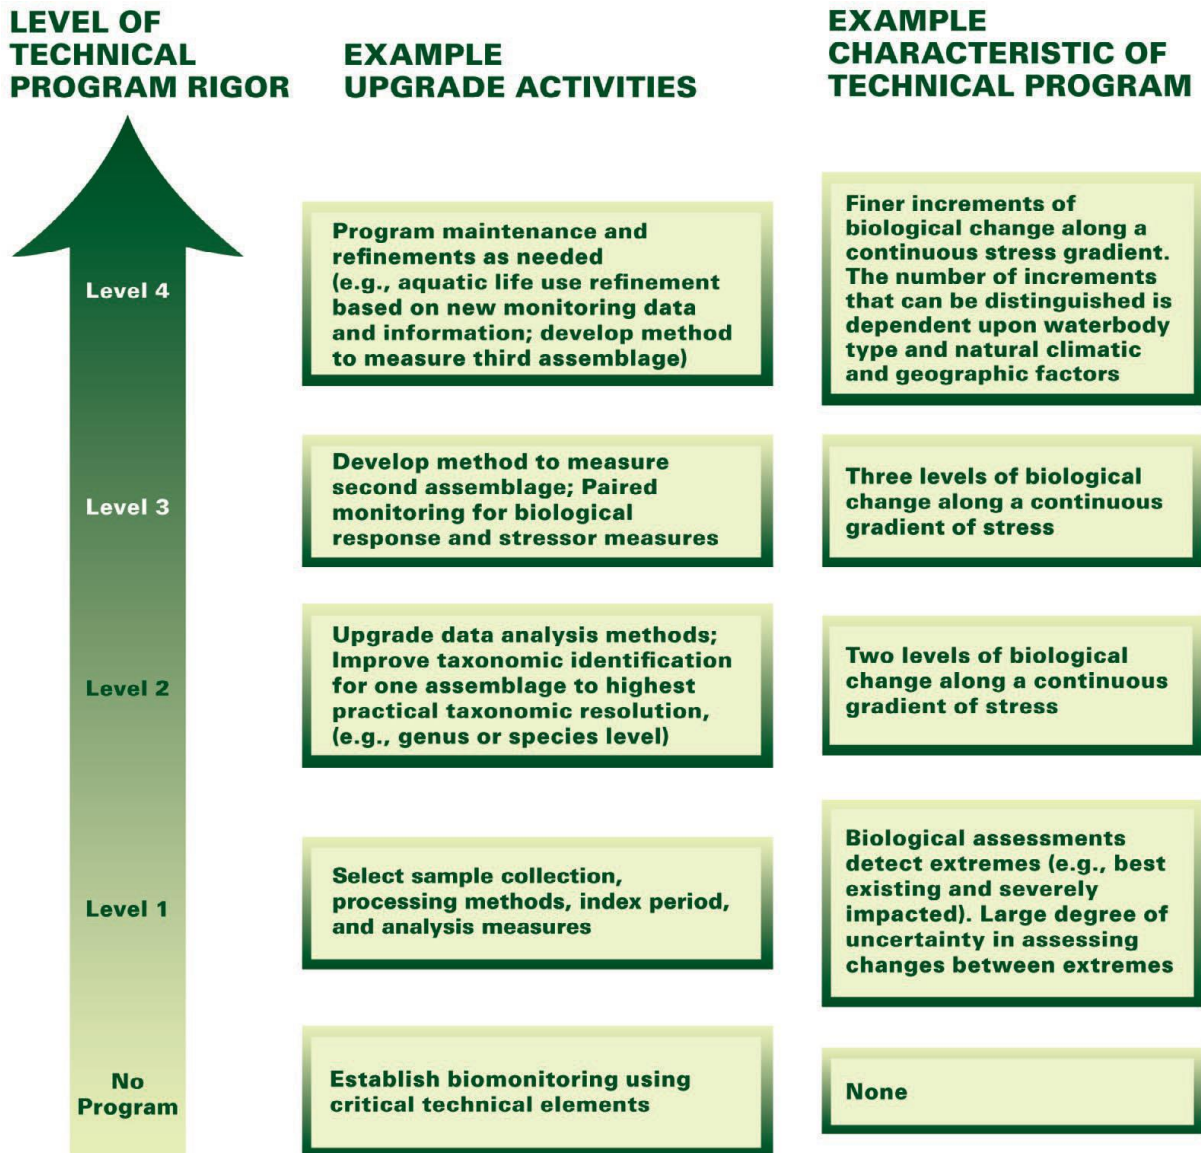 LEVEL OF
TECHNICAL
PROGRAM RIGOR
EXAMPLE
UPGRADE ACTIVITIES
EXAMPLE
CHARACTERISTIC OF
TECHNICAL PROGRAM
Level 4
Program maintenance and
refinements as needed
(e.g., aquatic life use refinement
based on new monitoring data
and information; develop method
to measure third assemblage)
Finer increments of
biological change along a
continuous stress gradient.
The number of increments
that can be distinguished is
dependent upon waterbody
type and natural climatic
and geographic factors
Level 3
Develop method to measure
second assemblage; Paired
monitoring for biological
response and stressor measures
Three levels of biological
change along a continuous
gradient of stress
Level 2
Upgrade data analysis methods;
Improve taxonomic identification
for one assemblage to highest
practical taxonomic resolution,
(e.g., genus or species level)
Two levels of biological
change along a continuous
gradient of stress
Level 1
Select sample collection,
processing methods, index period,
and analysis measures
Biological assessments
detect extremes (e.g., best
existing and severely
impacted). Large degree of
uncertainty in assessing
changes between extremes
No
Program
Establish biomonitoring using
critical technical elements
None